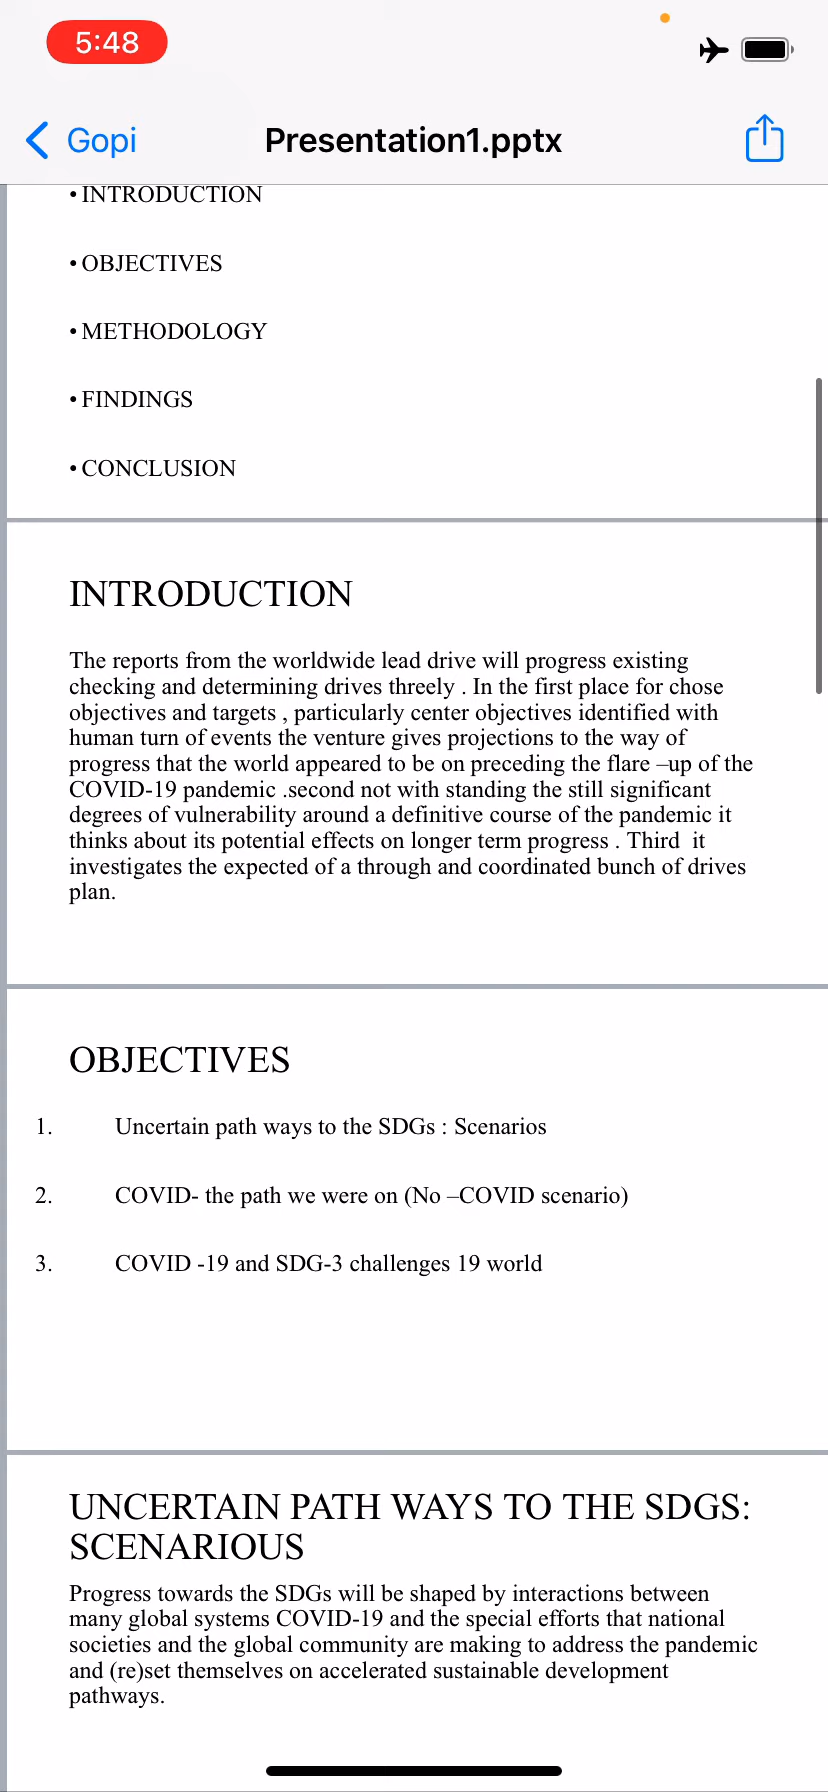 5:48
Gopi
Presentation1.pptx
• INTRODUCTION
• OBJECTIVES
• METHODOLOGY
• FINDINGS
• CONCLUSION
INTRODUCTION
The reports from the worldwide lead drive will progress existing
checking and determining drives threely . In the first place for chose
objectives and targets , particularly center objectives identified with
human turn of events the venture gives projections to the way of
progress that the world appeared to be on preceding the flare –up of the
COVID-19 pandemic .second not with standing the still significant
degrees of vulnerability around a definitive course of the pandemic it
thinks about its potential effects on longer term progress . Third  it
investigates the expected of a through and coordinated bunch of drives
plan.
OBJECTIVES
1. Uncertain path ways to the SDGs : Scenarios
2. COVID- the path we were on (No –COVID scenario)
3. COVID -19 and SDG-3 challenges 19 world
UNCERTAIN PATH WAYS TO THE SDGS:
SCENARIOUS
Progress towards the SDGs will be shaped by interactions between
many global systems COVID-19 and the special efforts that national
societies and the global community are making to address the pandemic
and (re)set themselves on accelerated sustainable development
pathways.